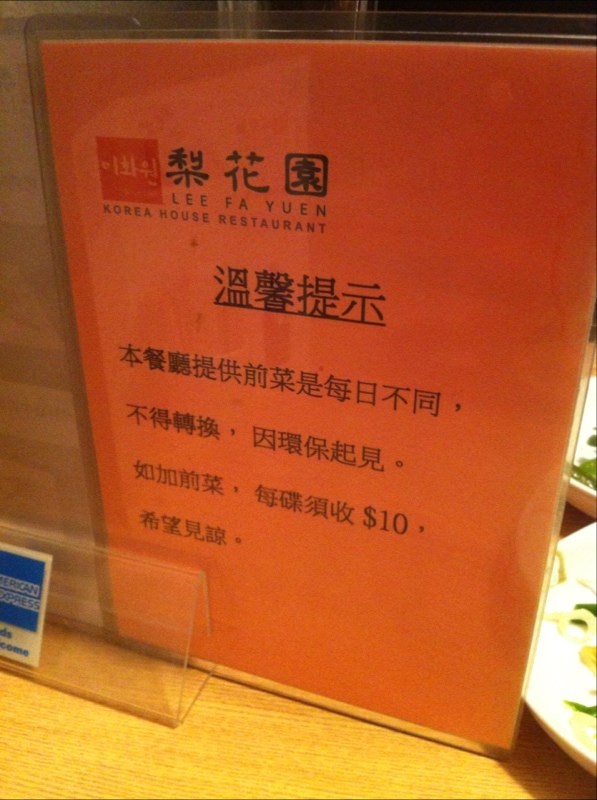 이화원 梨花園
LEE FA YUEN
KOREA HOUSE RESTAURANT
溫馨提示
本餐廳提供前菜是每日不同，
不得轉換，因環保起見。
如加前菜，每碟須收 $10，
希望見諒。
AMERICAN
EXPRESS